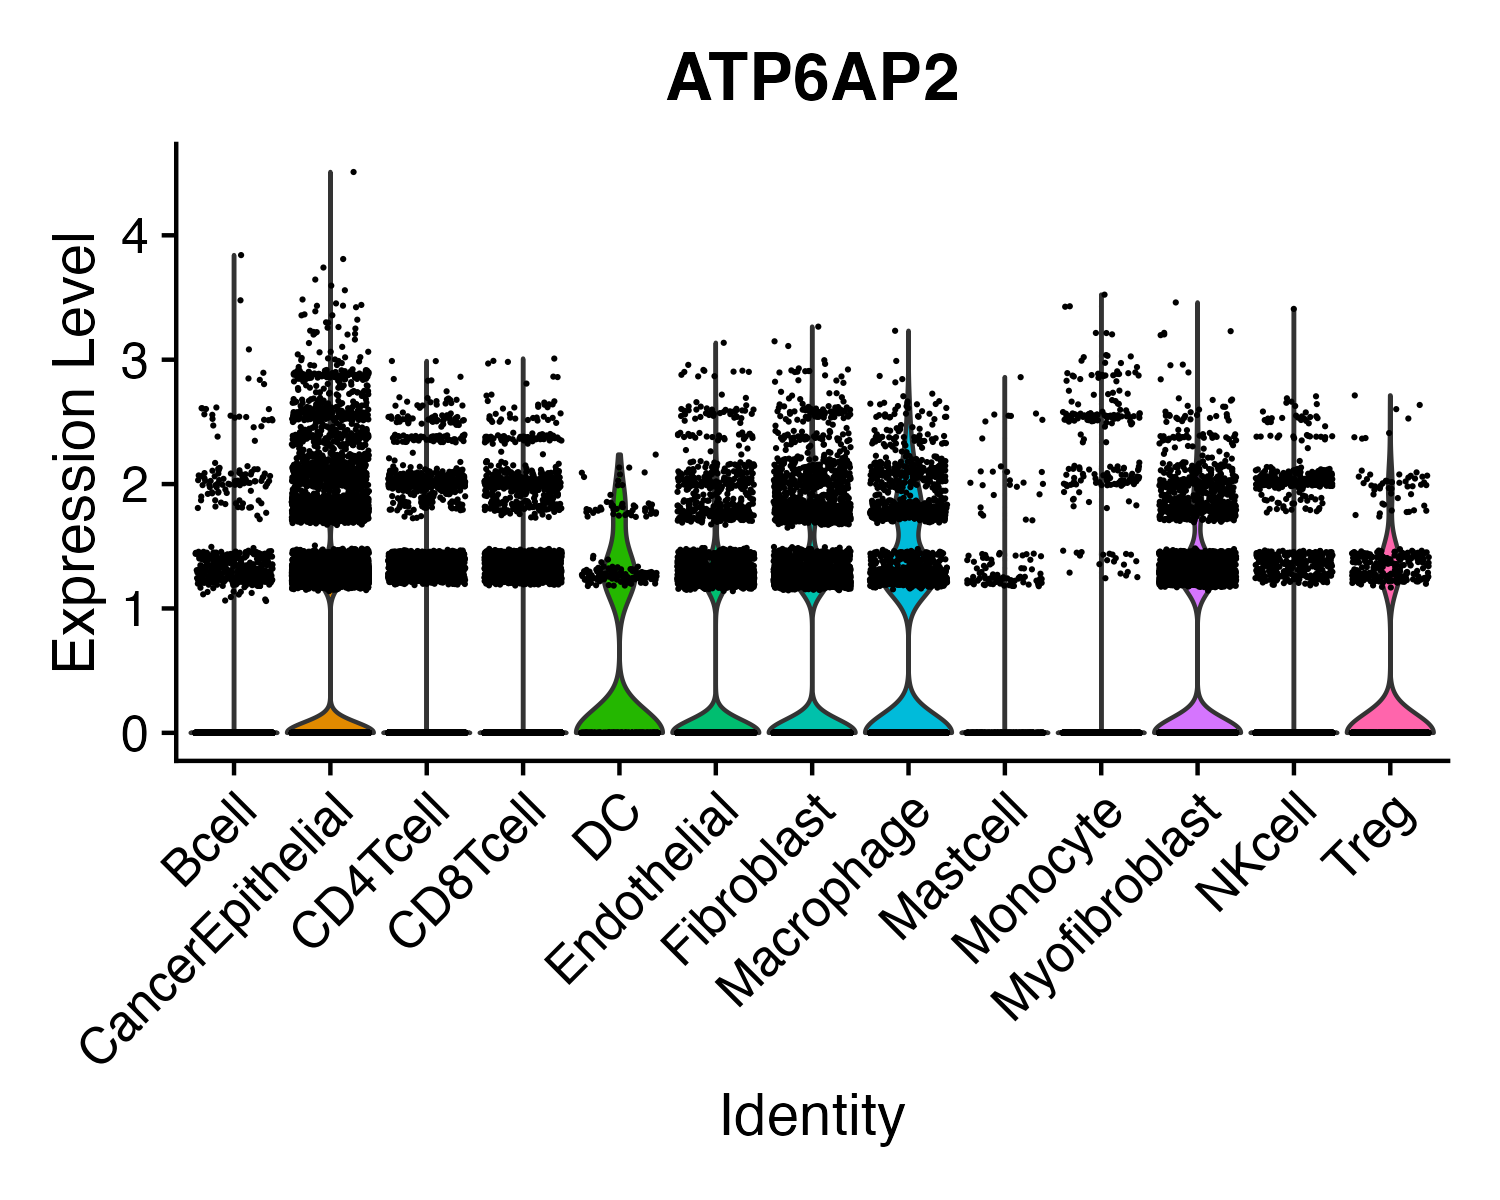 ATP6AP2
Expression Level
4
3
2
1
0
Bcell
CancerEpithelial
CD4Tcell
CD8Tcell
DC
Endothelial
Fibroblast
Macrophage
Mastcell
Monocyte
Myofibroblast
NKcell
Treg
Identity